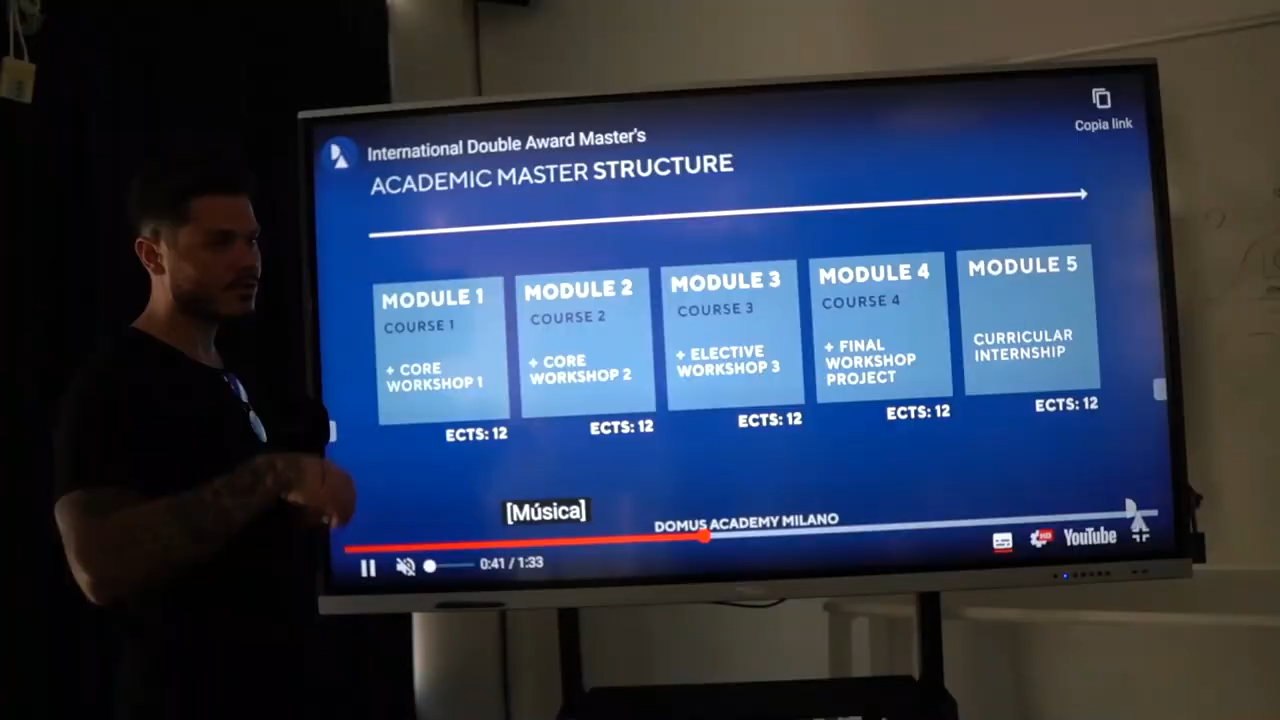 International Double Award Master's
Copia link
ACADEMIC MASTER STRUCTURE
MODULE 1
COURSE 1
+ CORE
WORKSHOP 1
ECTS: 12
MODULE 2
COURSE 2
+ CORE
WORKSHOP 2
ECTS: 12
MODULE 3
COURSE 3
+ ELECTIVE
WORKSHOP 3
ECTS: 12
MODULE 4
COURSE 4
+ FINAL
WORKSHOP
PROJECT
ECTS: 12
MODULE 5
CURRICULAR
INTERNSHIP
ECTS: 12
[Música]
DOMUS ACADEMY MILANO
0:41 / 1:33
HD
YouTube